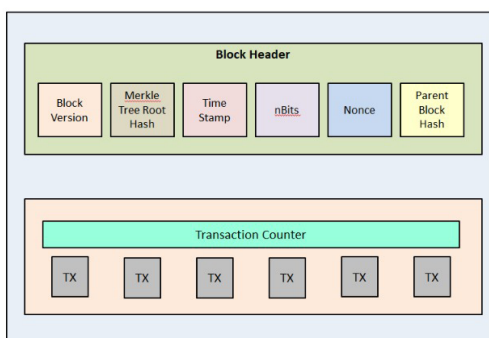 Block Header
Block
Version
Merkle
Tree Root
Hash
Time
Stamp
nBits
Nonce
Parent
Block
Hash
Transaction Counter
TX
TX
TX
TX
TX
TX